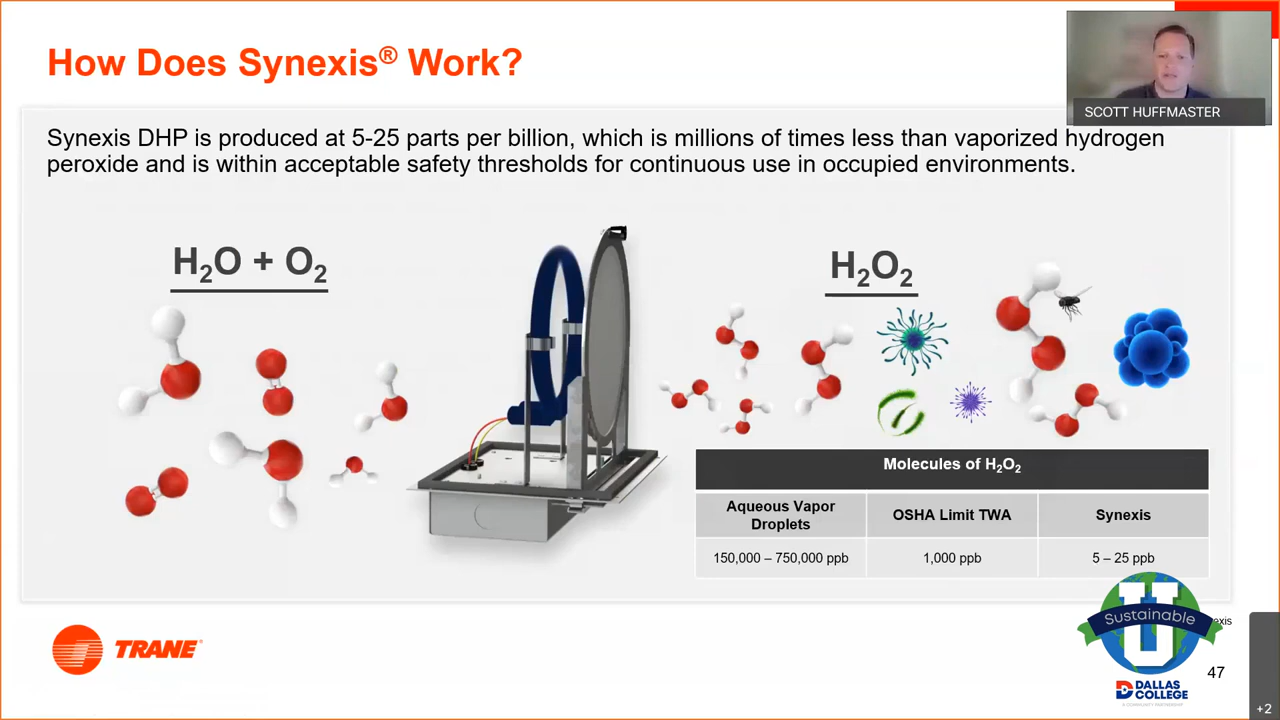 How Does Synexis® Work?
SCOTT HUFFMASTER
Synexis DHP is produced at 5-25 parts per billion, which is millions of times less than vaporized hydrogen
peroxide and is within acceptable safety thresholds for continuous use in occupied environments.
H₂O + O₂
H₂O₂
Molecules of H₂O₂
Aqueous Vapor
Droplets
OSHA Limit TWA
Synexis
150,000 – 750,000 ppb
1,000 ppb
5 – 25 ppb
TRANE®
U
Sustainable
exis
DALLAS
COLLEGE
A COMMUNITY PARTNERSHIP
47
+2